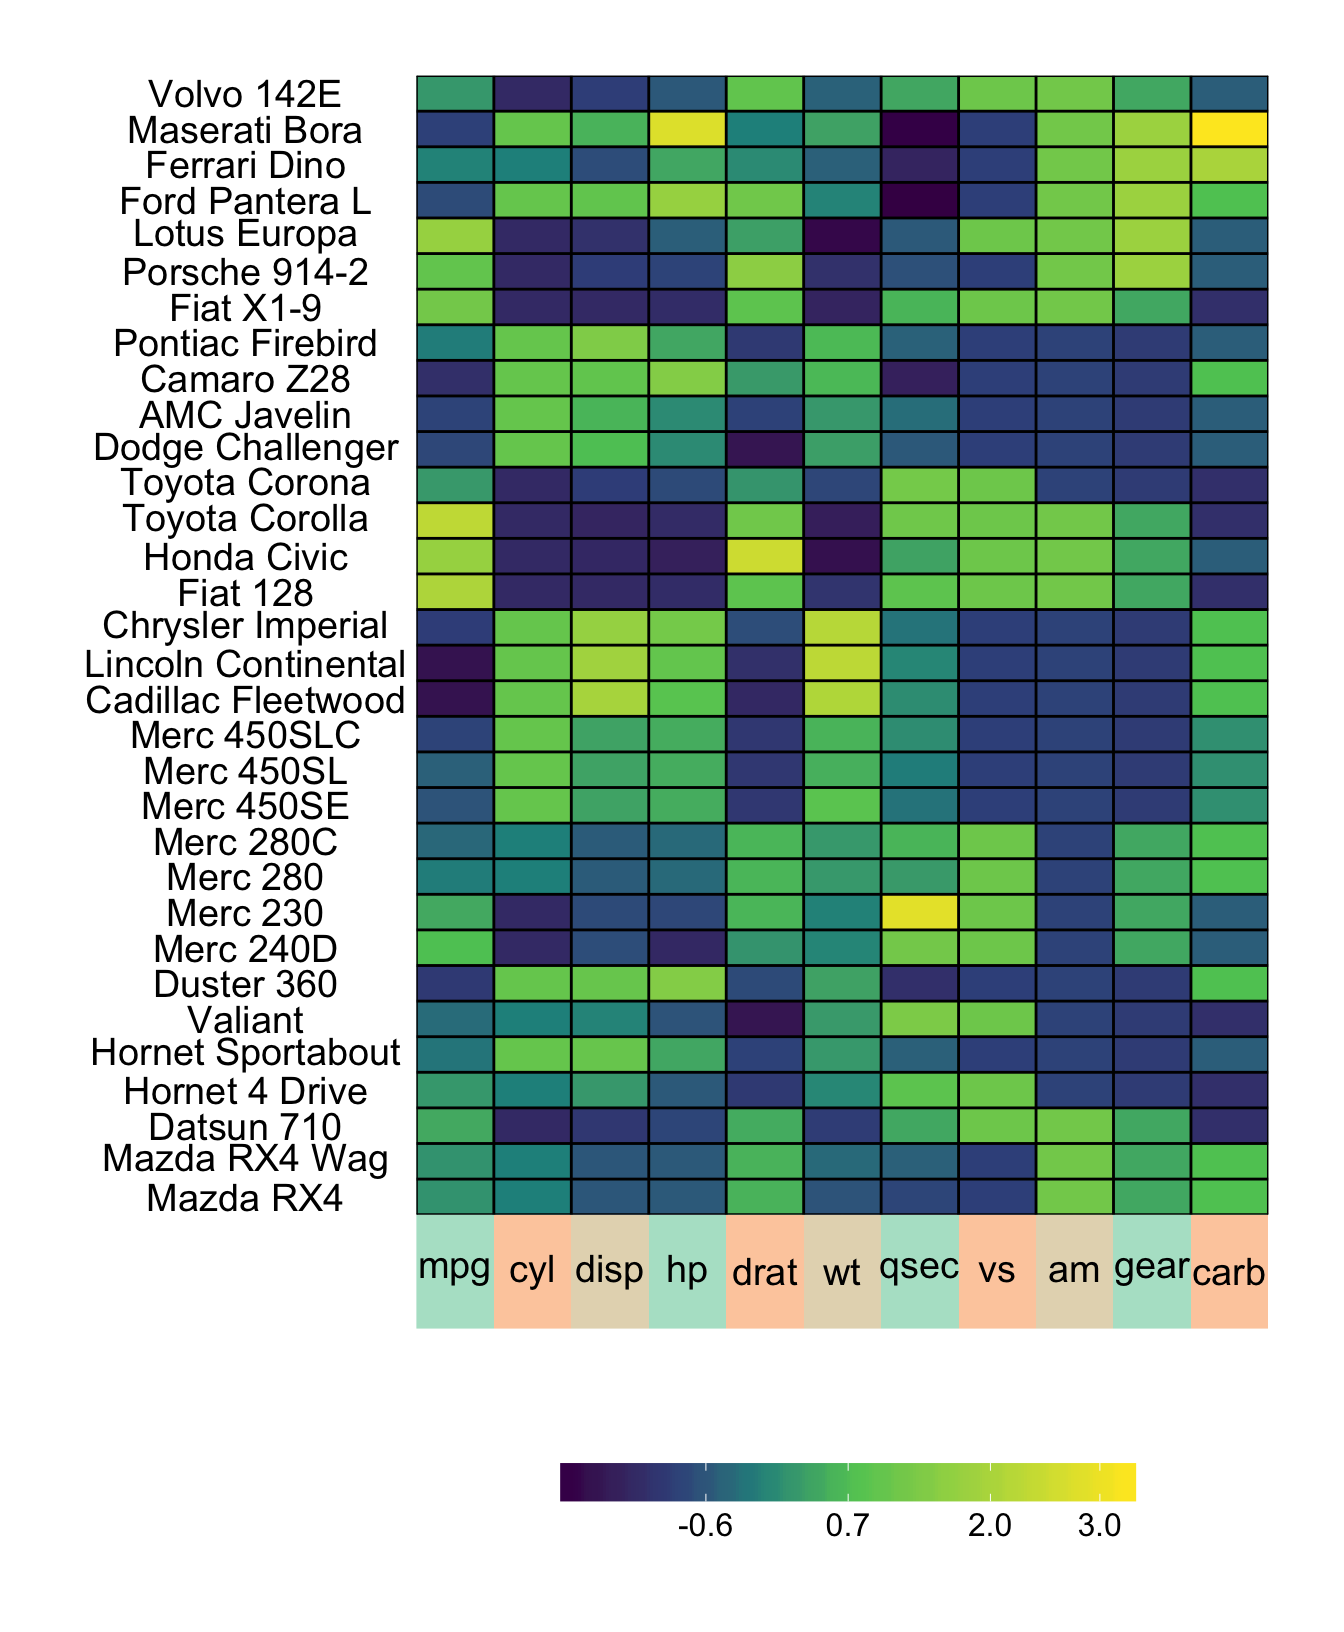 Volvo 142E
Maserati Bora
Ferrari Dino
Ford Pantera L
Lotus Europa
Porsche 914-2
Fiat X1-9
Pontiac Firebird
Camaro Z28
AMC Javelin
Dodge Challenger
Toyota Corona
Toyota Corolla
Honda Civic
Fiat 128
Chrysler Imperial
Lincoln Continental
Cadillac Fleetwood
Merc 450SLC
Merc 450SL
Merc 450SE
Merc 280C
Merc 280
Merc 230
Merc 240D
Duster 360
Valiant
Hornet Sportabout
Hornet 4 Drive
Datsun 710
Mazda RX4 Wag
Mazda RX4
mpg cyl disp hp drat wt qsec vs am gear carb
-0.6 0.7 2.0 3.0